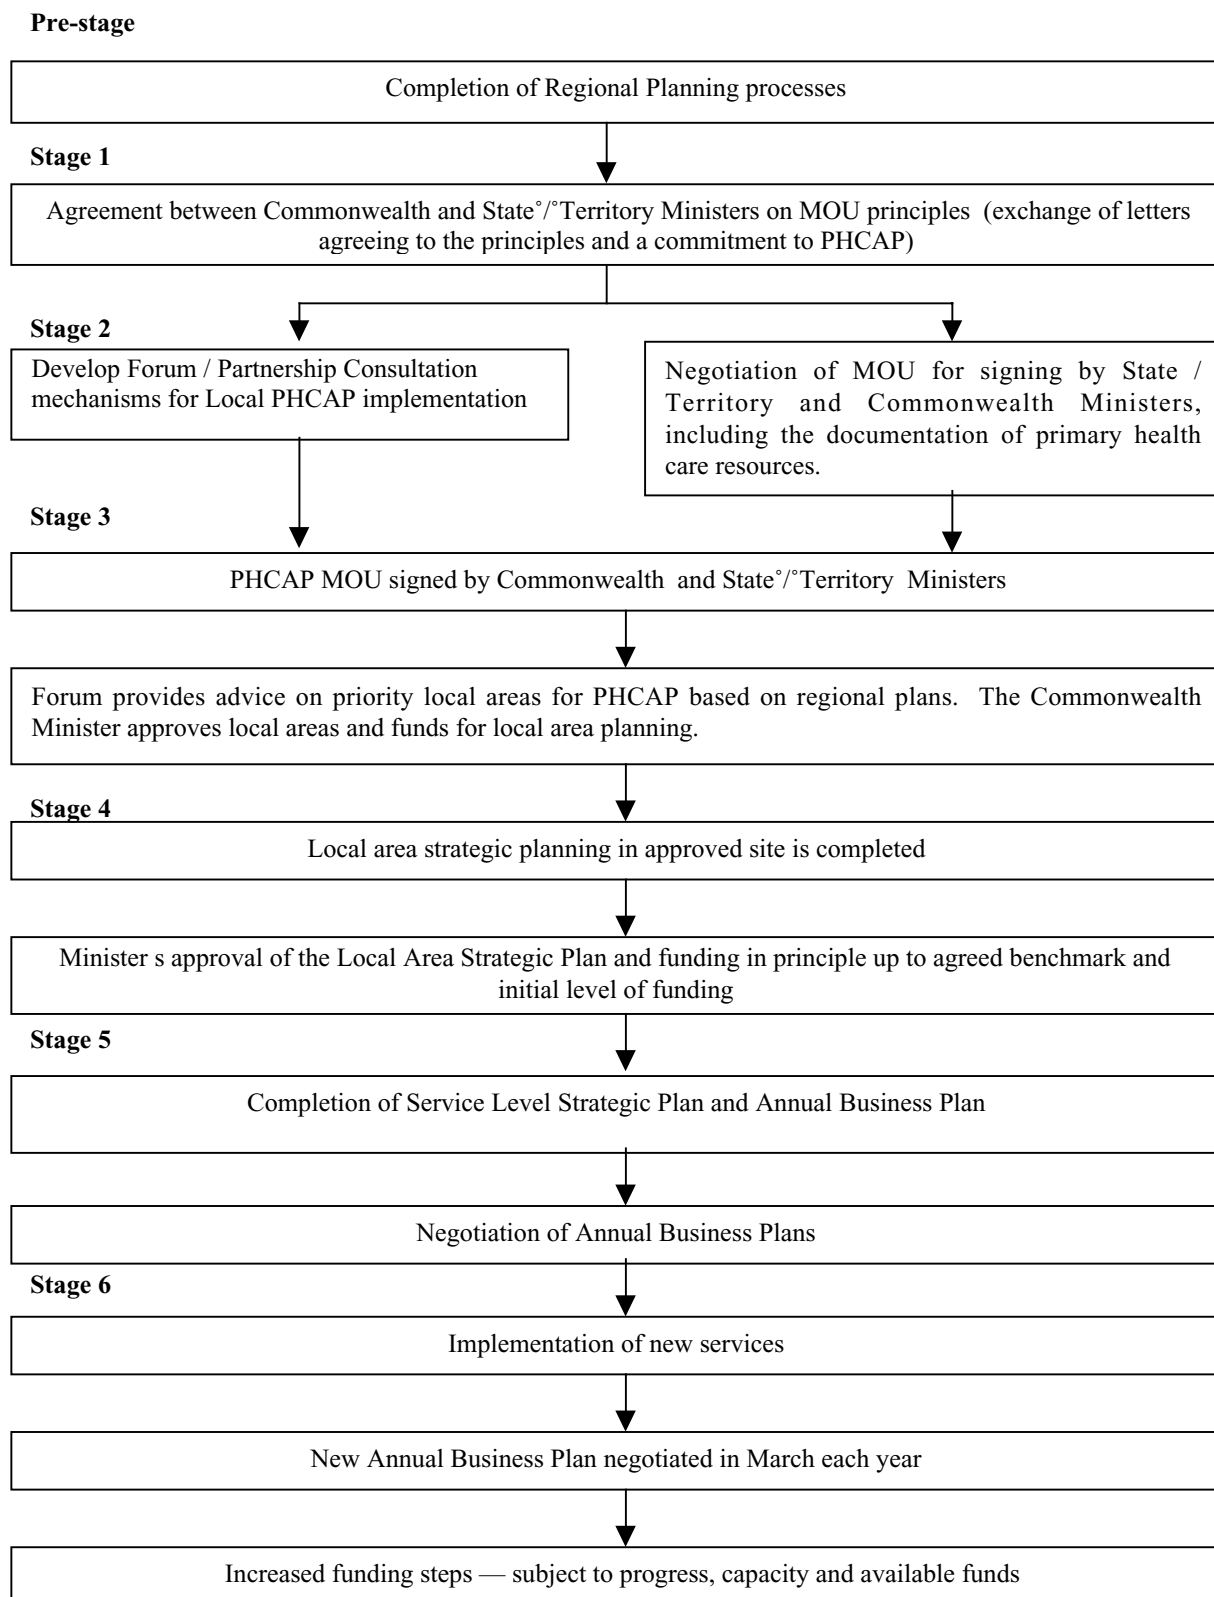 Pre-stage
Completion of Regional Planning processes
Stage 1
Agreement between Commonwealth and State˚/˚Territory Ministers on MOU principles  (exchange of letters
agreeing to the principles and a commitment to PHCAP)
Stage 2
Develop Forum / Partnership Consultation
mechanisms for Local PHCAP implementation
Negotiation of MOU for signing by State /
Territory and Commonwealth Ministers,
including the documentation of primary health
care resources.
Stage 3
PHCAP MOU signed by Commonwealth  and State˚/˚Territory  Ministers
Forum provides advice on priority local areas for PHCAP based on regional plans.  The Commonwealth
Minister approves local areas and funds for local area planning.
Stage 4
Local area strategic planning in approved site is completed
Minister s approval of the Local Area Strategic Plan and funding in principle up to agreed benchmark and
initial level of funding
Stage 5
Completion of Service Level Strategic Plan and Annual Business Plan
Negotiation of Annual Business Plans
Stage 6
Implementation of new services
New Annual Business Plan negotiated in March each year
Increased funding steps — subject to progress, capacity and available funds